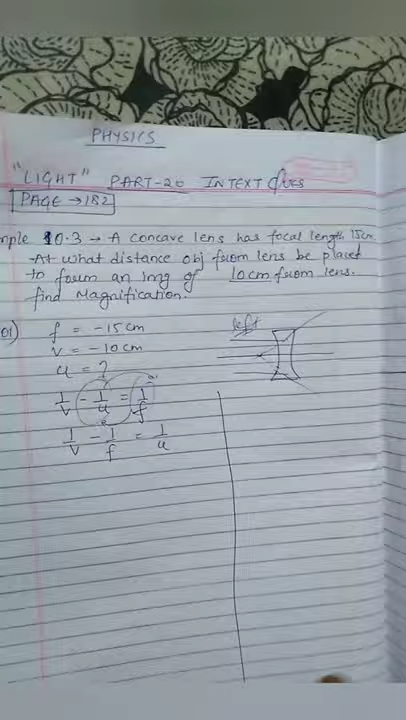 PHYSICS
"LIGHT" PART-20 INTEXT QUES
PAGE → 182
mple 10.3 → A concave lens has focal length 15cm.
-At what distance obj from lens be placed
to form an img of 10cm from lens.
find Magnification.
01) f = -15 cm
left
v = -10 cm
u = ?
1/v - 1/u = 1/f
1/v - 1/f = 1/u